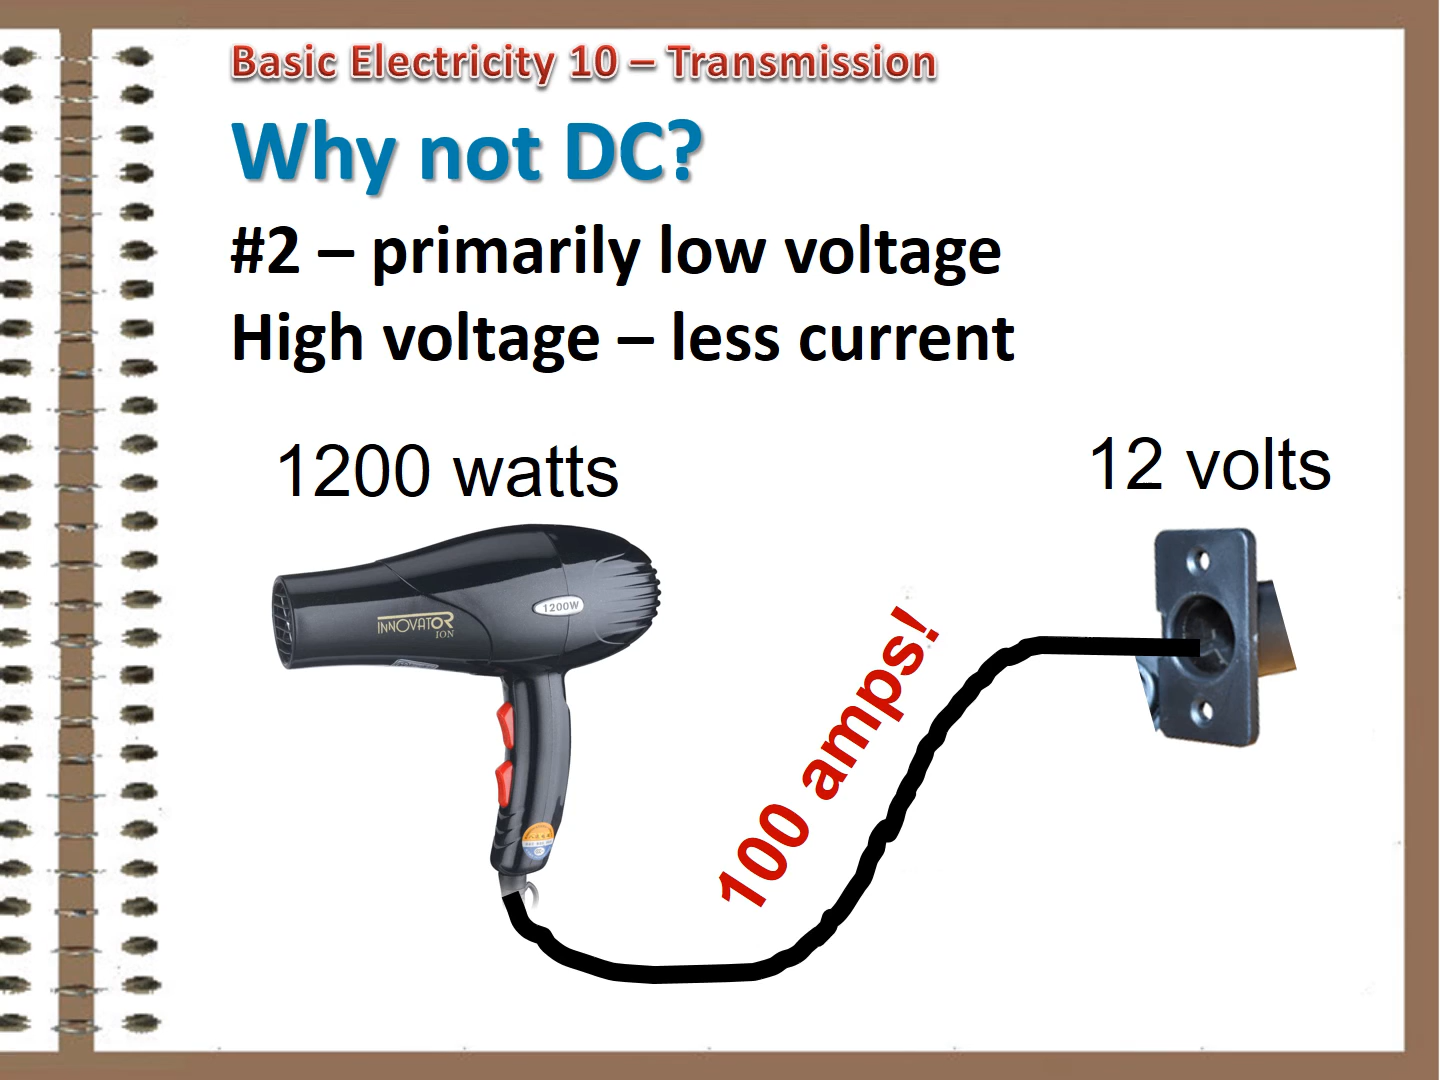 Basic Electricity 10 – Transmission
Why not DC?
#2 – primarily low voltage
High voltage – less current
1200 watts
12 volts
1200W
INNOVATOR
ION
100 amps!